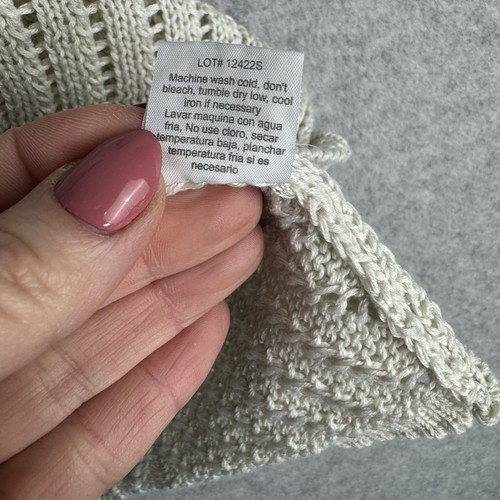 LOT# 12422S
Machine wash cold, don't
bleach, tumble dry low, cool
iron if necessary
Lavar maquina con agua
fria, No use cloro, secar
temperatura baja, planchar
temperatura fria si es
necesario